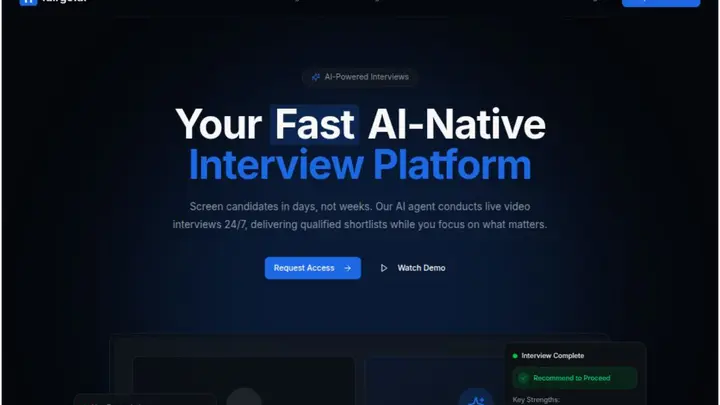 AI-Powered Interviews
Your Fast AI-Native
Interview Platform
Screen candidates in days, not weeks. Our AI agent conducts live video
interviews 24/7, delivering qualified shortlists while you focus on what matters.
Request Access
Watch Demo
Interview Complete
Recommend to Proceed
Key Strengths: